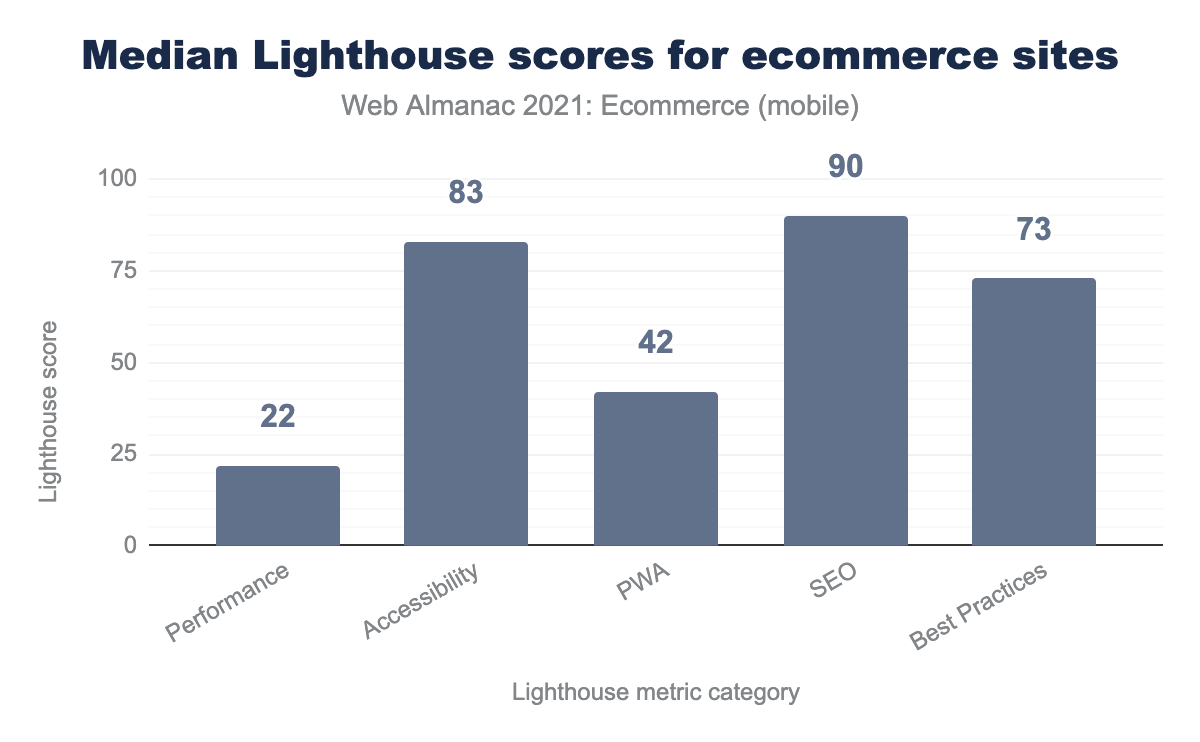 Median Lighthouse scores for ecommerce sites
Web Almanac 2021: Ecommerce (mobile)
Lighthouse score
100
75
50
25
0
22
83
42
90
73
Performance
Accessibility
PWA
SEO
Best Practices
Lighthouse metric category